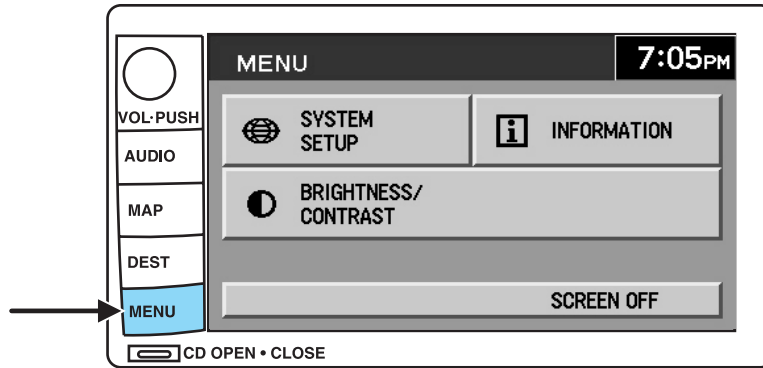 MENU
7:05PM
VOL·PUSH
AUDIO
MAP
DEST
MENU
SYSTEM
SETUP
i INFORMATION
BRIGHTNESS/
CONTRAST
SCREEN OFF
CD OPEN • CLOSE